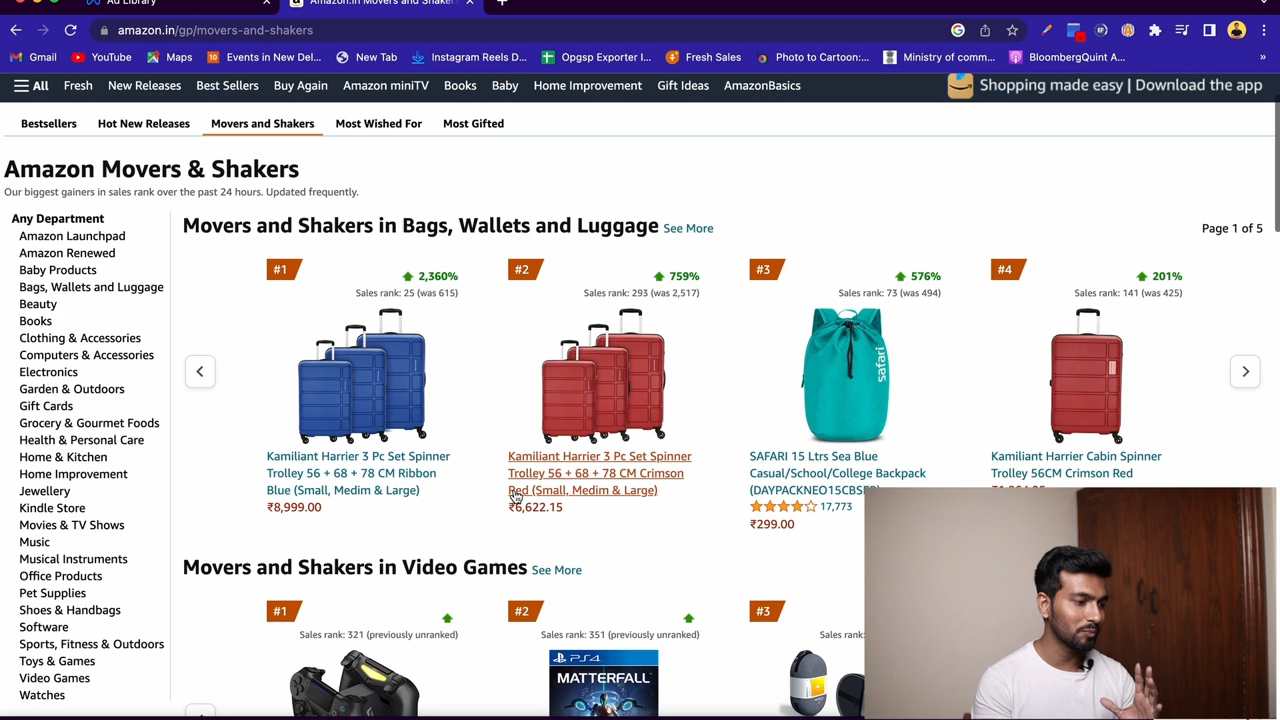 Ad Library
Amazon.in Movers and Shakers
amazon.in/gp/movers-and-shakers
Gmail YouTube Maps Events in New Del... New Tab Instagram Reels D... Opgsp Exporter I... Fresh Sales Photo to Cartoon:... Ministry of comm... BloombergQuint A... »
All Fresh New Releases Best Sellers Buy Again Amazon miniTV Books Baby Home Improvement Gift Ideas AmazonBasics Shopping made easy | Download the app
Bestsellers Hot New Releases Movers and Shakers Most Wished For Most Gifted
Amazon Movers & Shakers
Our biggest gainers in sales rank over the past 24 hours. Updated frequently.
Any Department
Amazon Launchpad
Amazon Renewed
Baby Products
Bags, Wallets and Luggage
Beauty
Books
Clothing & Accessories
Computers & Accessories
Electronics
Garden & Outdoors
Gift Cards
Grocery & Gourmet Foods
Health & Personal Care
Home & Kitchen
Home Improvement
Jewellery
Kindle Store
Movies & TV Shows
Music
Musical Instruments
Office Products
Pet Supplies
Shoes & Handbags
Software
Sports, Fitness & Outdoors
Toys & Games
Video Games
Watches
Movers and Shakers in Bags, Wallets and Luggage See More
Page 1 of 5
#1
2,360%
Sales rank: 25 (was 615)
Kamiliant Harrier 3 Pc Set Spinner
Trolley 56 + 68 + 78 CM Ribbon
Blue (Small, Medim & Large)
₹8,999.00
#2
759%
Sales rank: 293 (was 2,517)
Kamiliant Harrier 3 Pc Set Spinner
Trolley 56 + 68 + 78 CM Crimson
Red (Small, Medim & Large)
₹6,622.15
#3
576%
Sales rank: 73 (was 494)
safari
SAFARI 15 Ltrs Sea Blue
Casual/School/College Backpack
(DAYPACKNEO15CBSE
17,773
₹299.00
#4
201%
Sales rank: 141 (was 425)
Kamiliant Harrier Cabin Spinner
Trolley 56CM Crimson Red
Movers and Shakers in Video Games See More
#1
Sales rank: 321 (previously unranked)
#2
Sales rank: 351 (previously unranked)
PS4
MATTERFALL
#3
Sales rank: